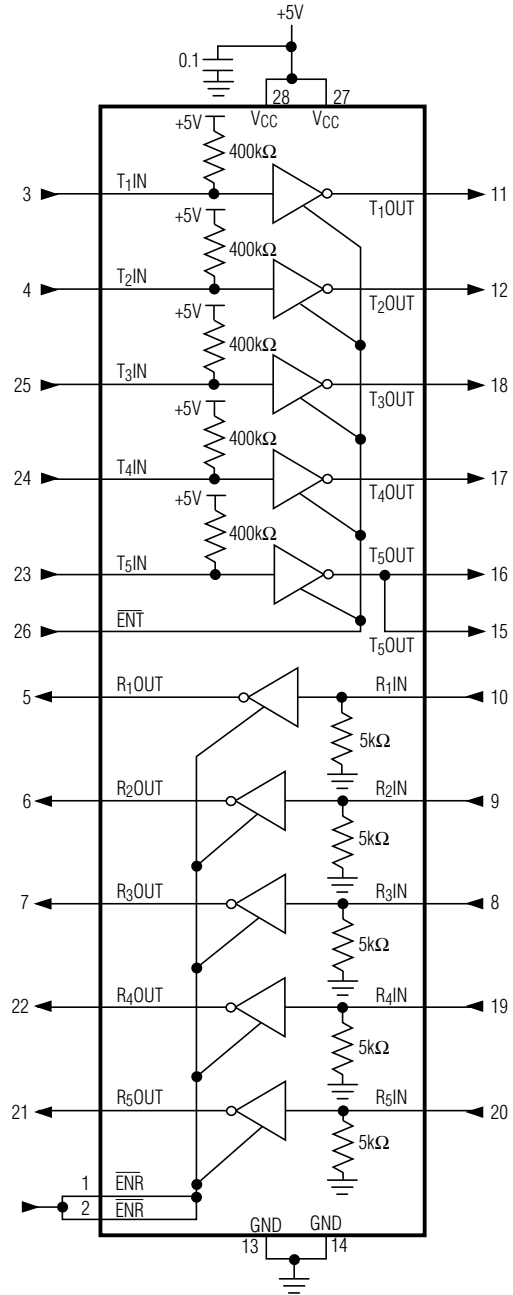 +5V
0.1
28 27
VCC VCC
+5V
400kΩ
3 T1IN T1OUT 11
+5V
400kΩ
4 T2IN T2OUT 12
+5V
400kΩ
25 T3IN T3OUT 18
+5V
400kΩ
24 T4IN T4OUT 17
+5V
400kΩ
23 T5IN T5OUT 16
26 E̅N̅T̅ 15
T5OUT
5 R1OUT R1IN 10
5kΩ
6 R2OUT R2IN 9
5kΩ
7 R3OUT R3IN 8
5kΩ
22 R4OUT R4IN 19
5kΩ
21 R5OUT R5IN 20
5kΩ
1 E̅N̅R̅
2 E̅N̅R̅
GND GND
13 14